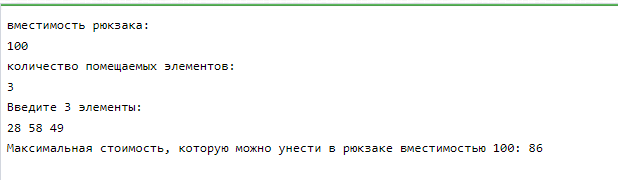 вместимость рюкзака:
100
количество помещаемых элементов:
3
Введите 3 элементы:
28 58 49
Максимальная стоимость, которую можно унести в рюкзаке вместимостью 100: 86